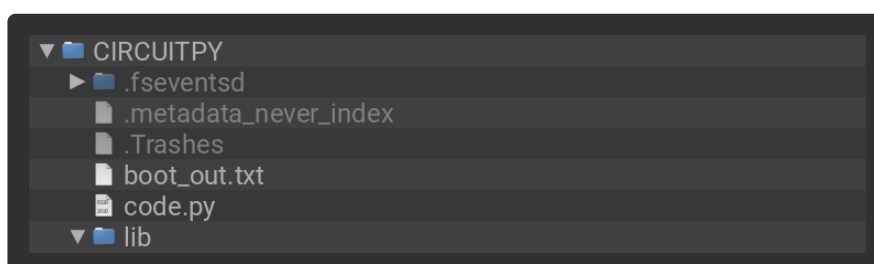 CIRCUITPY
.fseventsd
.metadata_never_index
.Trashes
boot_out.txt
code.py
lib